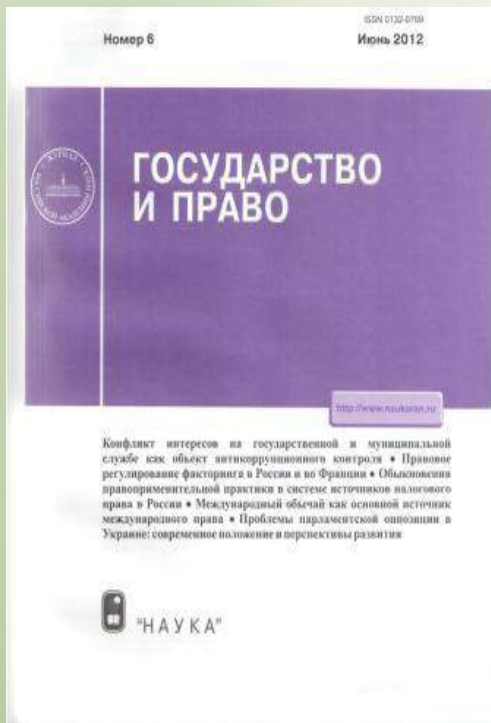 ISSN 0132-0769
Номер 6
Июнь 2012
ГОСУДАРСТВО
И ПРАВО
http://www.naukaran.ru
Конфликт интересов на государственной и муниципальной
службе как объект антикоррупционного контроля • Правовое
регулирование факторинга в России и во Франции • Обыкновения
правоприменительной практики в системе источников налогового
права в России • Международный обычай как основной источник
международного права • Проблемы парламентской оппозиции в
Украине: современное положение и перспективы развития
"НАУКА"